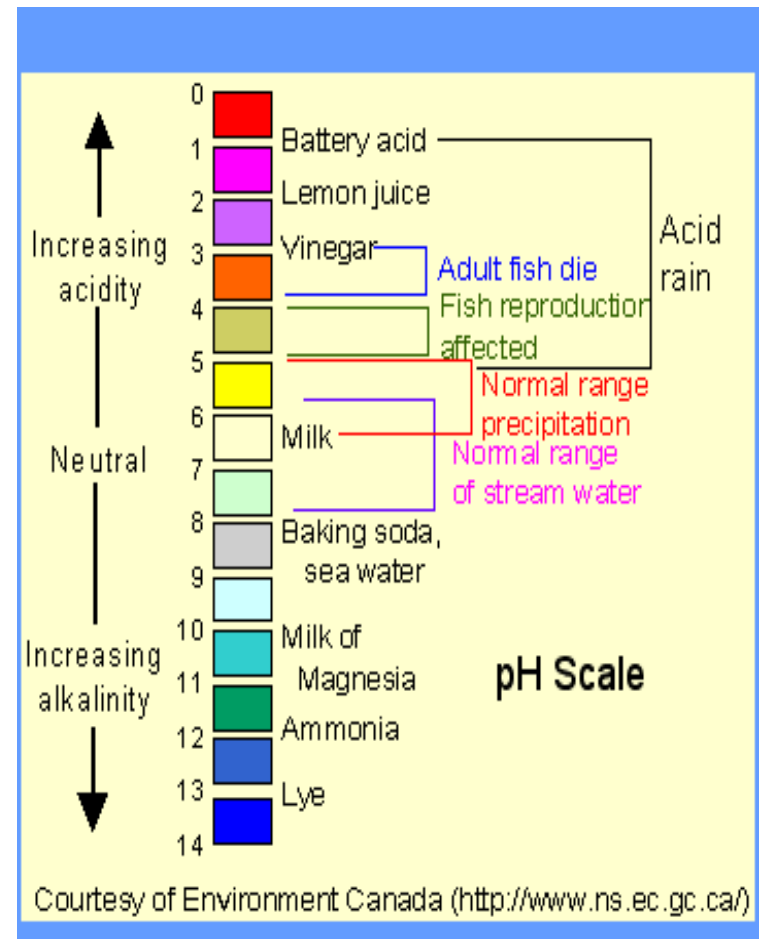 0
1
Battery acid
2
Lemon juice
3
Vinegar
Increasing
acidity
Acid
rain
Adult fish die
4
Fish reproduction
affected
5
Normal range
precipitation
6
Milk
Neutral
7
Normal range
of stream water
8
Baking soda,
sea water
9
10
Milk of
Magnesia
Increasing
alkalinity
11
pH Scale
Ammonia
12
13
Lye
14
Courtesy of Environment Canada (http://www.ns.ec.gc.ca/)